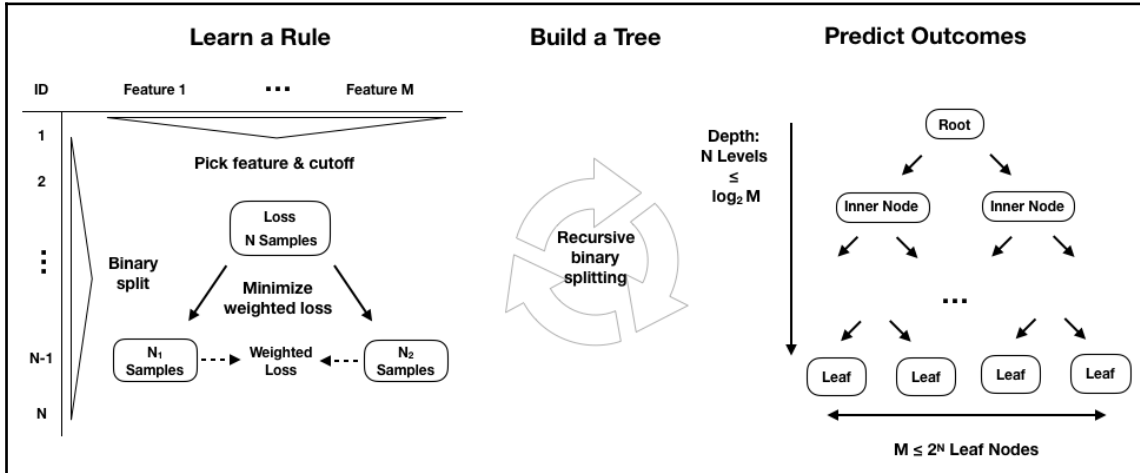 Learn a Rule
Build a Tree
Predict Outcomes
ID
Feature 1
...
Feature M
1
2
⋮
N-1
N
Pick feature & cutoff
Loss
N Samples
Binary
split
Minimize
weighted loss
N₁
Samples
Weighted
Loss
N₂
Samples
Recursive
binary
splitting
Depth:
N Levels
≤
log₂ M
Root
Inner Node
Inner Node
...
Leaf
Leaf
Leaf
Leaf
M ≤ 2ᴺ Leaf Nodes